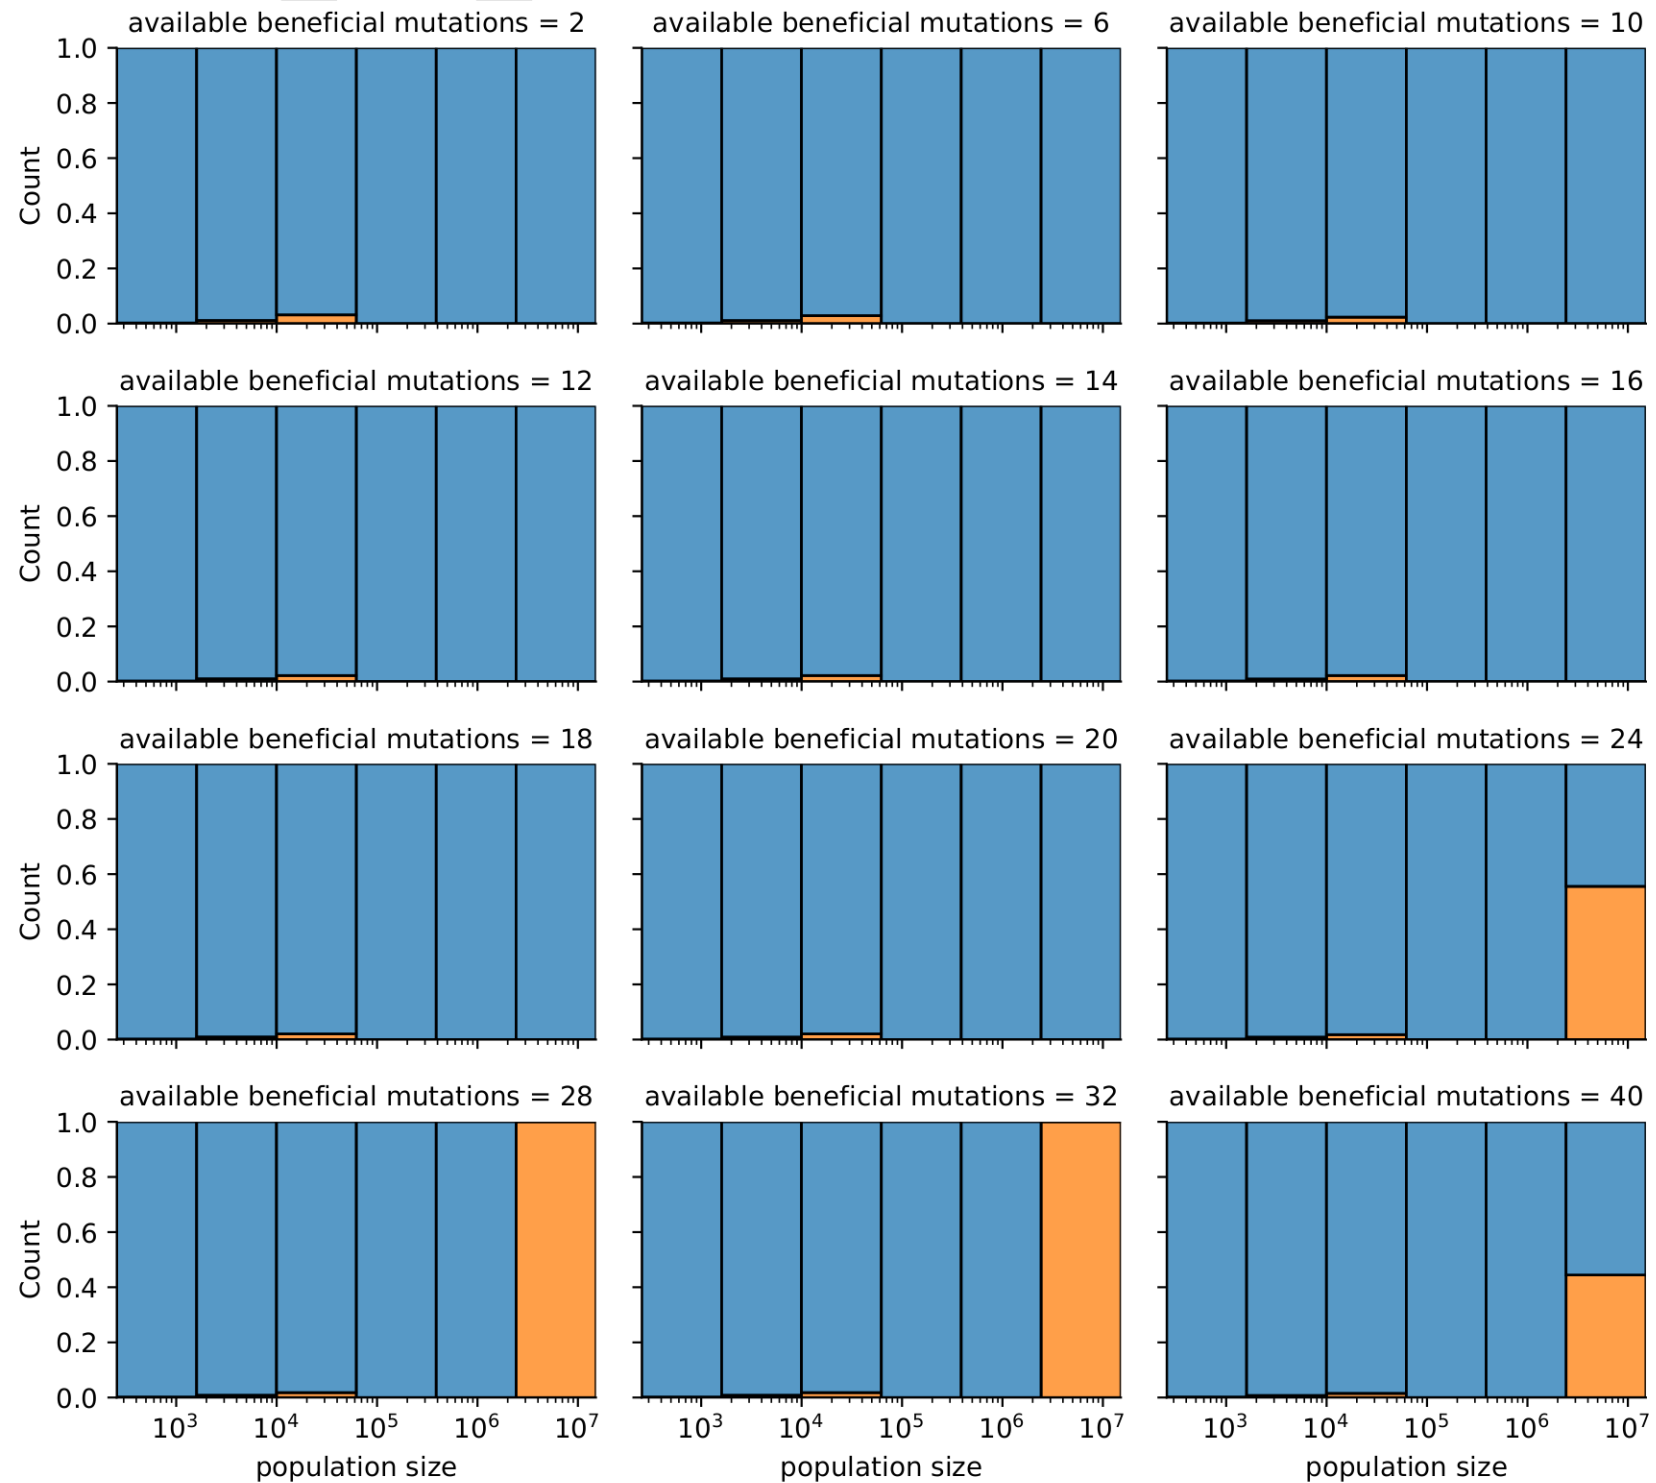 available beneficial mutations = 2
available beneficial mutations = 6
available beneficial mutations = 10
1.0
0.8
0.6
0.4
0.2
0.0
Count
available beneficial mutations = 12
available beneficial mutations = 14
available beneficial mutations = 16
1.0
0.8
0.6
0.4
0.2
0.0
Count
available beneficial mutations = 18
available beneficial mutations = 20
available beneficial mutations = 24
1.0
0.8
0.6
0.4
0.2
0.0
Count
available beneficial mutations = 28
available beneficial mutations = 32
available beneficial mutations = 40
1.0
0.8
0.6
0.4
0.2
0.0
Count
10³ 10⁴ 10⁵ 10⁶ 10⁷
10³ 10⁴ 10⁵ 10⁶ 10⁷
10³ 10⁴ 10⁵ 10⁶ 10⁷
population size
population size
population size